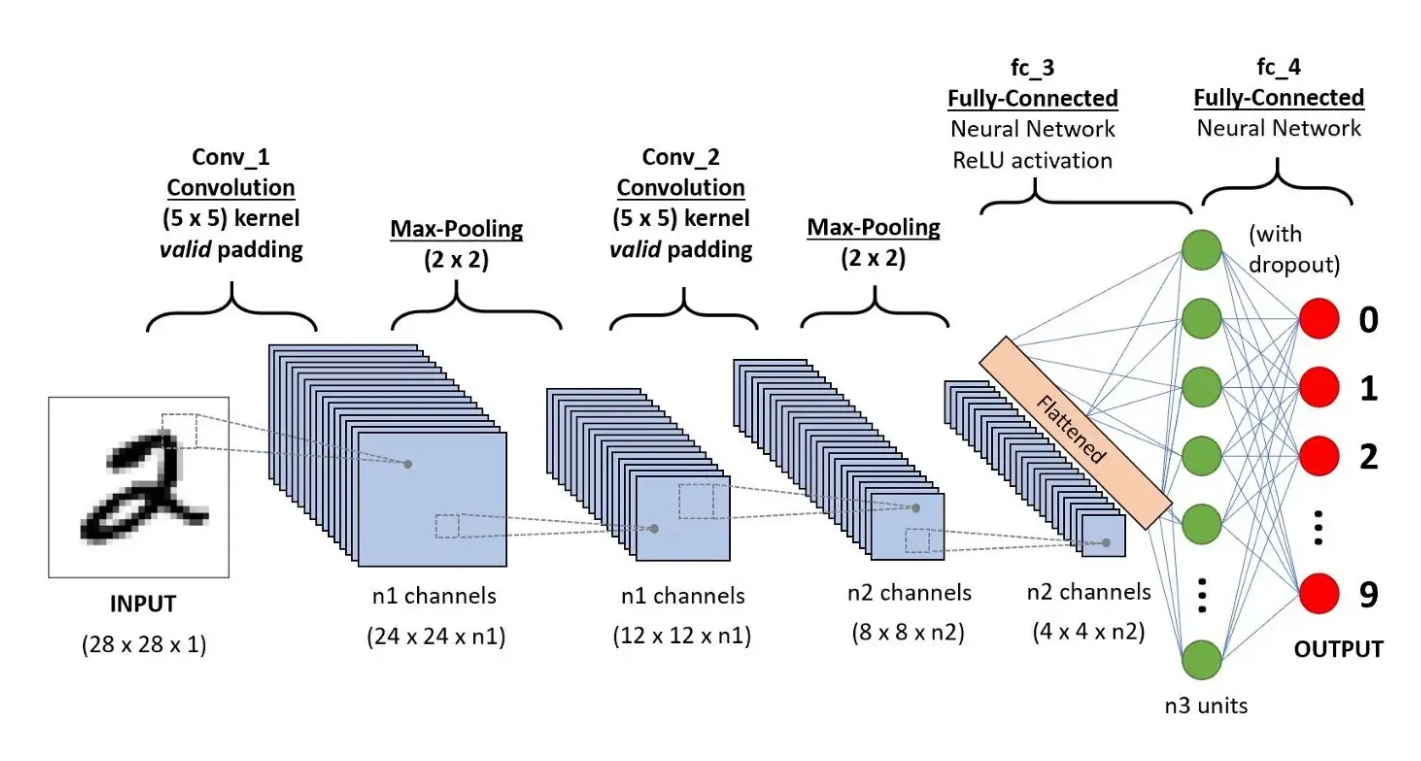 Conv_1
Convolution
(5 x 5) kernel
valid padding
Max-Pooling
(2 x 2)
Conv_2
Convolution
(5 x 5) kernel
valid padding
Max-Pooling
(2 x 2)
fc_3
Fully-Connected
Neural Network
ReLU activation
fc_4
Fully-Connected
Neural Network
(with
dropout)
Flattened
0
1
2
9
OUTPUT
INPUT
(28 x 28 x 1)
n1 channels
(24 x 24 x n1)
n1 channels
(12 x 12 x n1)
n2 channels
(8 x 8 x n2)
n2 channels
(4 x 4 x n2)
n3 units
2